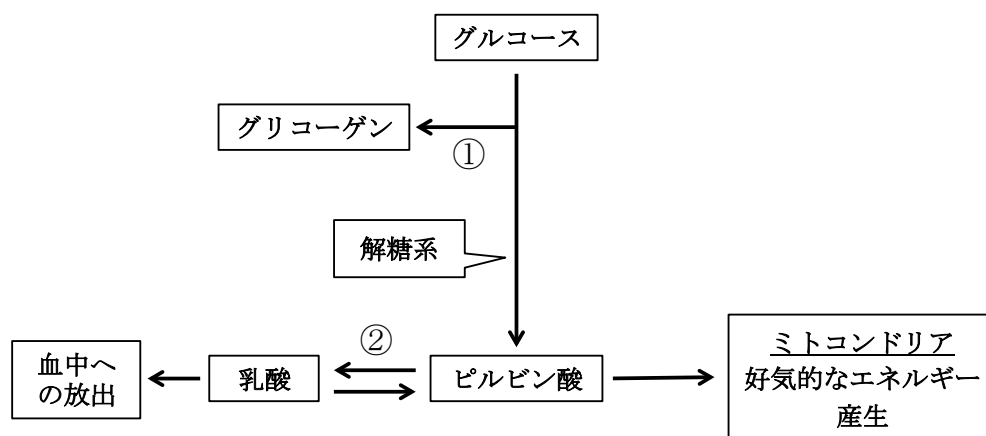 グルコース
グリコーゲン
①
解糖系
②
血中へ
の放出
乳酸
ピルビン酸
ミトコンドリア
好気的なエネルギー
産生